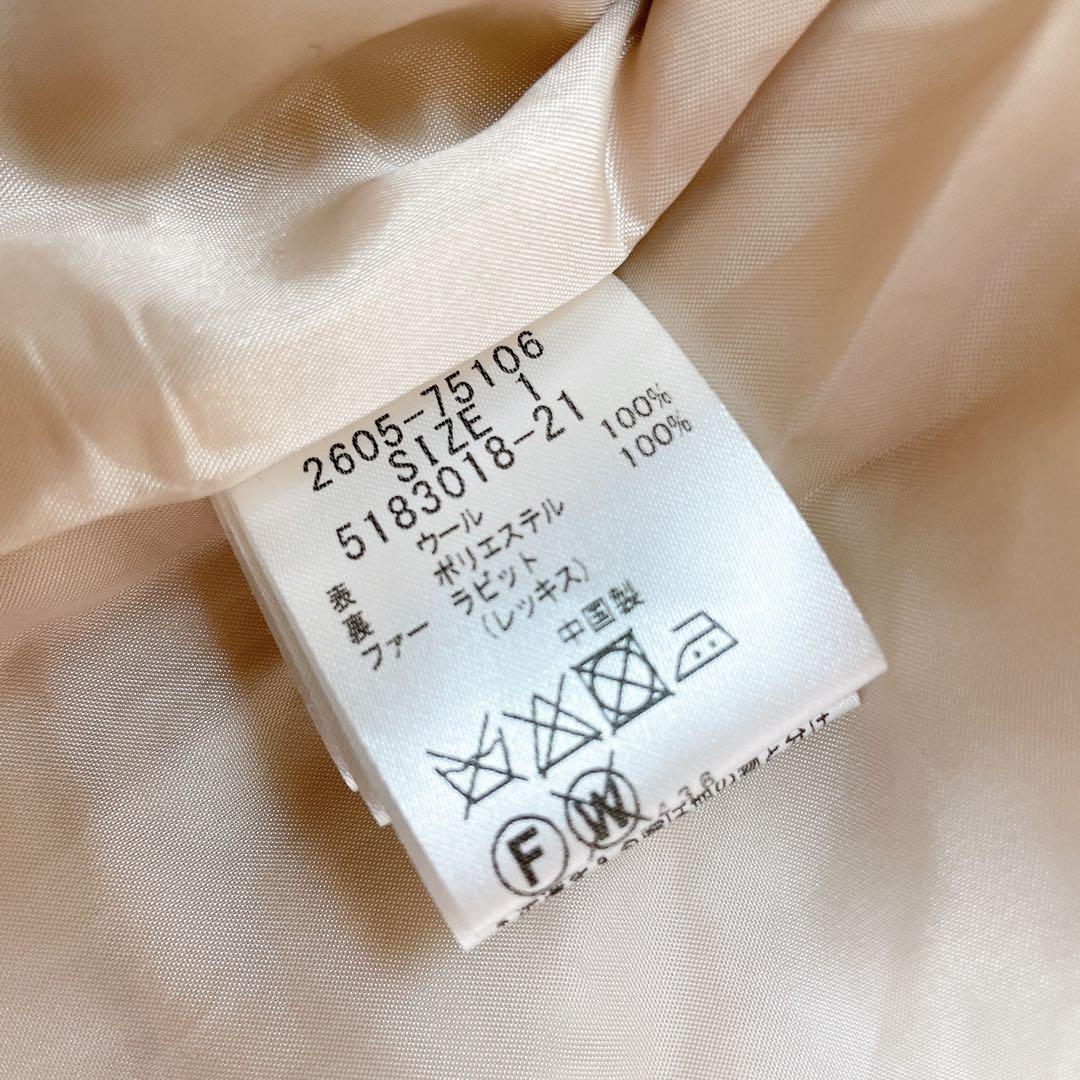 2605-75106
SIZE 1
5183018-21
表 ウール 100%
裏 ポリエステル 100%
ファー ラビット
(レッキス)
中国製
F W